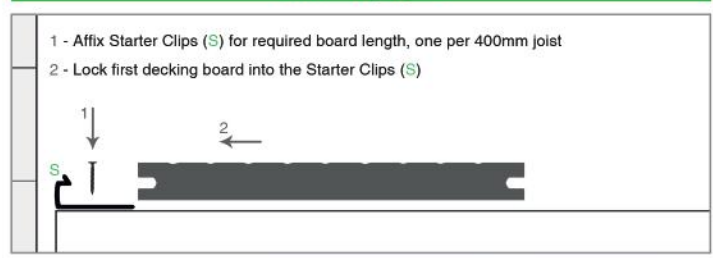 1 - Affix Starter Clips (S) for required board length, one per 400mm joist
2 - Lock first decking board into the Starter Clips (S)
1
2
S